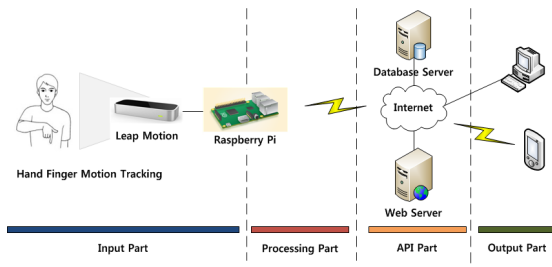 Database Server
Internet
Leap Motion
Raspberry Pi
Hand Finger Motion Tracking
Web Server
Input Part
Processing Part
API Part
Output Part